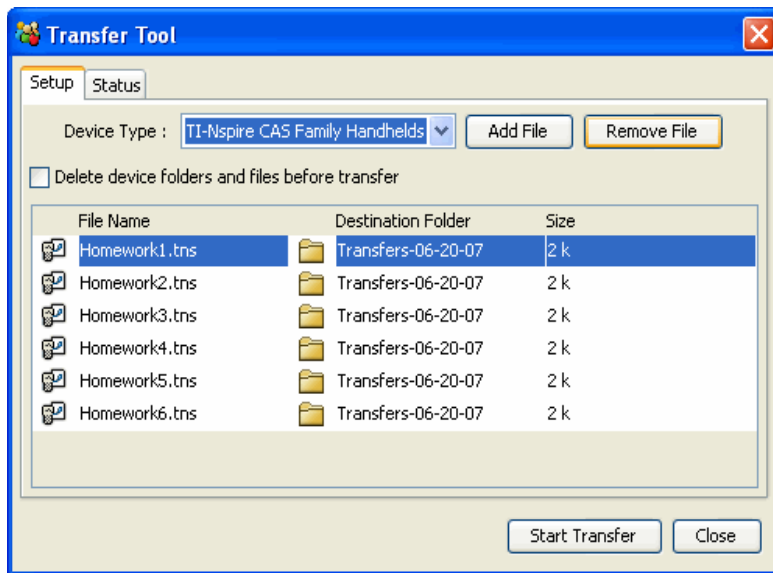 Transfer Tool
Setup Status
Device Type : TI-Nspire CAS Family Handhelds Add File Remove File
Delete device folders and files before transfer
File Name Destination Folder Size
Homework1.tns Transfers-06-20-07 2 k
Homework2.tns Transfers-06-20-07 2 k
Homework3.tns Transfers-06-20-07 2 k
Homework4.tns Transfers-06-20-07 2 k
Homework5.tns Transfers-06-20-07 2 k
Homework6.tns Transfers-06-20-07 2 k
Start Transfer Close